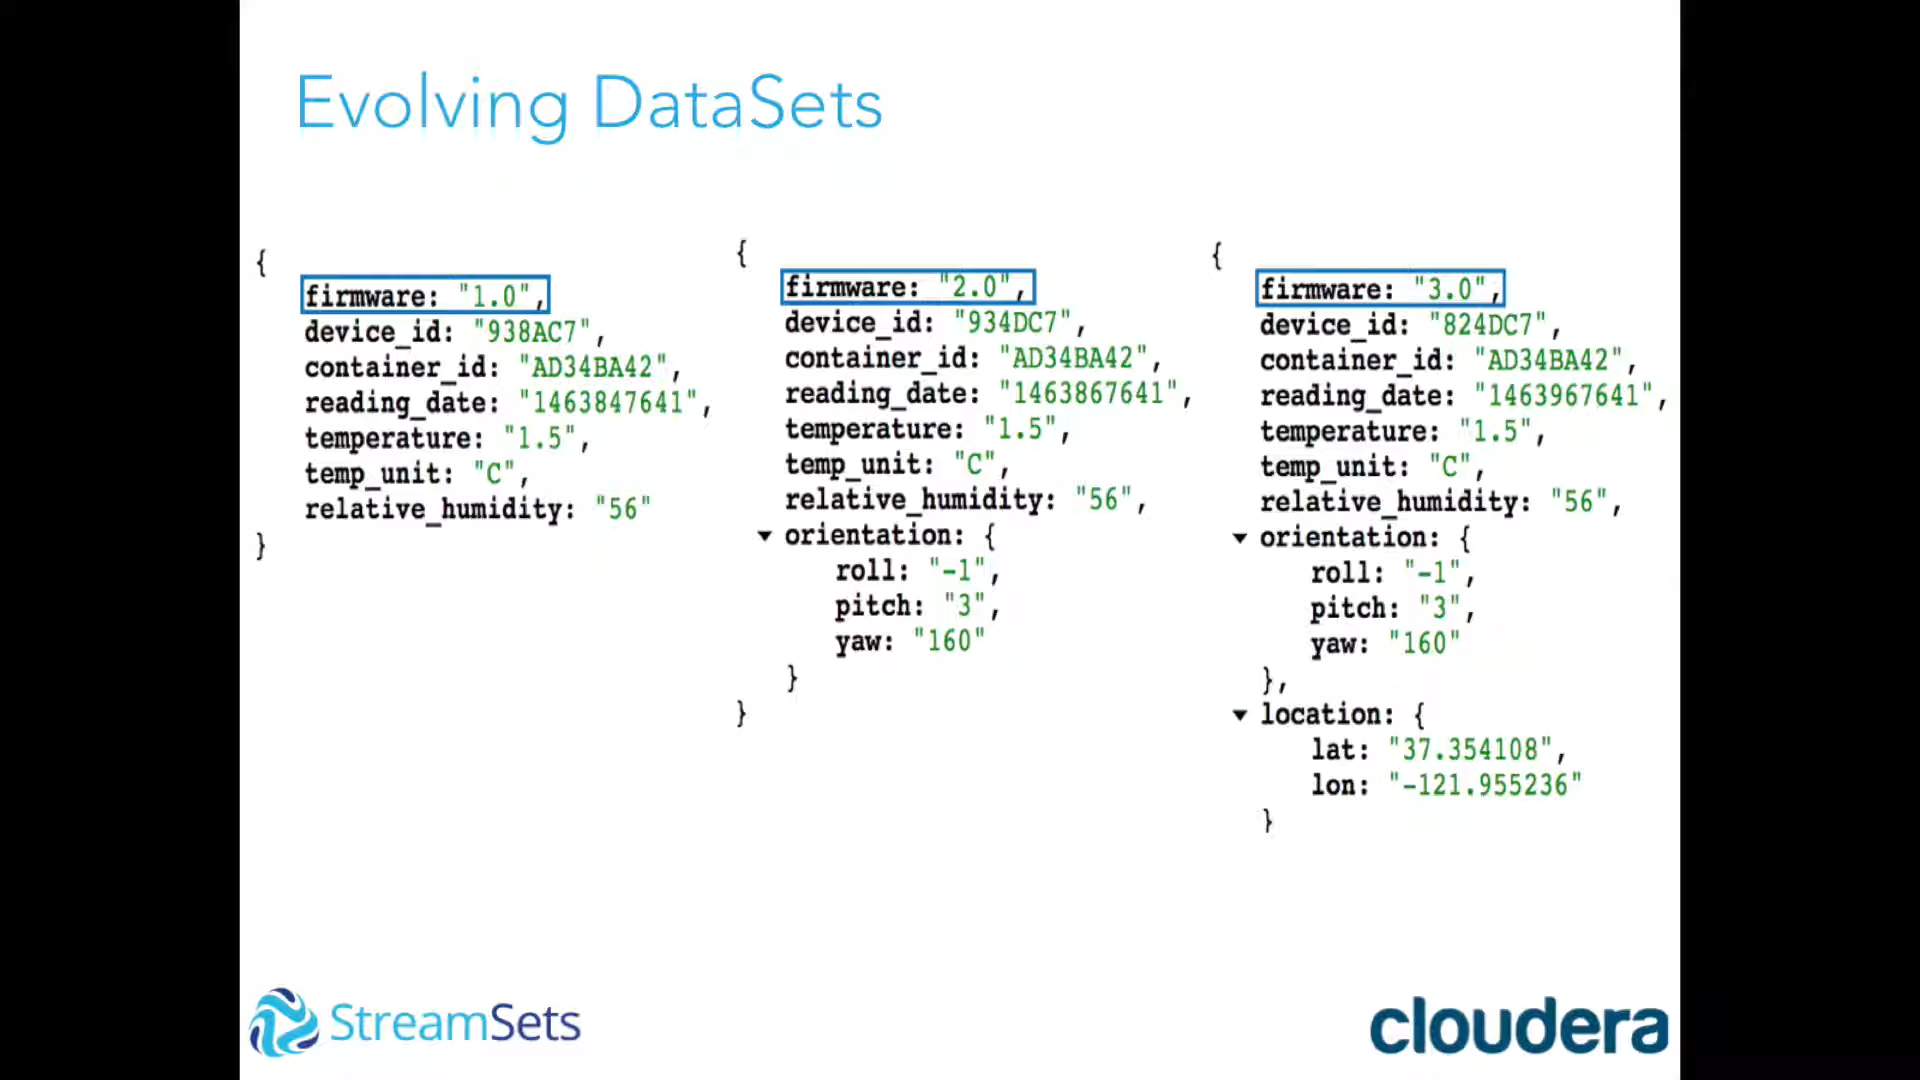 Evolving DataSets
{
firmware: "1.0",
device_id: "938AC7",
container_id: "AD34BA42",
reading_date: "1463847641",
temperature: "1.5",
temp_unit: "C",
relative_humidity: "56"
}
{
firmware: "2.0",
device_id: "934DC7",
container_id: "AD34BA42",
reading_date: "1463867641",
temperature: "1.5",
temp_unit: "C",
relative_humidity: "56",
orientation: {
roll: "-1",
pitch: "3",
yaw: "160"
}
}
{
firmware: "3.0",
device_id: "824DC7",
container_id: "AD34BA42",
reading_date: "1463967641",
temperature: "1.5",
temp_unit: "C",
relative_humidity: "56",
orientation: {
roll: "-1",
pitch: "3",
yaw: "160"
},
location: {
lat: "37.354108",
lon: "-121.955236"
}
StreamSets
cloudera